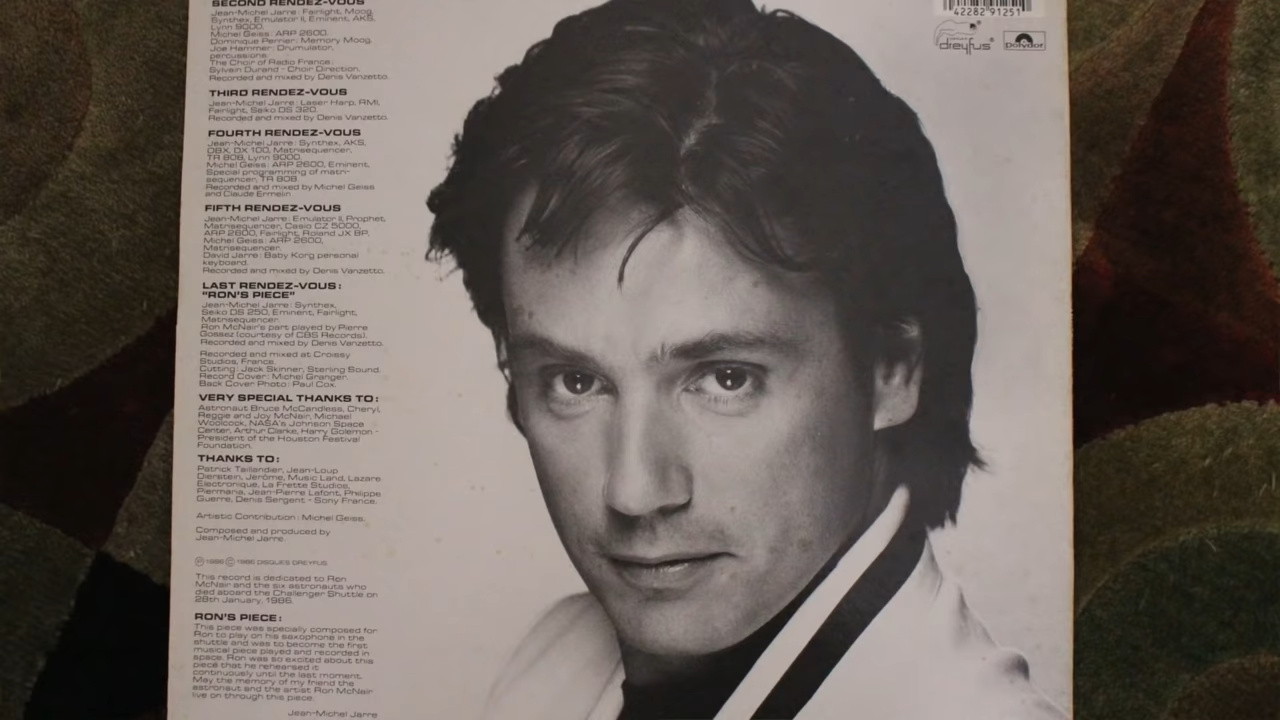 SECOND RENDEZ-VOUS
Jean-Michel Jarre: Fairlight, Moog,
Synthex, Emulator II, Eminent, AKS,
Lynn 9000.
Michel Geiss: ARP 2600.
Dominique Perrier: Memory Moog.
Joe Hammer: Drumulator,
percussions.
The Choir of Radio France:
Sylvain Durand - Choir Direction.
Recorded and mixed by Denis Vanzetto.
THIRD RENDEZ-VOUS
Jean-Michel Jarre: Laser Harp, RMI,
Fairlight, Seiko DS 320.
Recorded and mixed by Denis Vanzetto.
FOURTH RENDEZ-VOUS
Jean-Michel Jarre: Synthex, AKS,
OBX, DX 100, Matrisequencer,
TR 808, Lynn 9000.
Michel Geiss: ARP 2600, Eminent,
Special programming of matri-
sequencer, TR 808.
Recorded and mixed by Michel Geiss
and Claude Ermelin
FIFTH RENDEZ-VOUS
Jean-Michel Jarre: Emulator II, Prophet,
Matrisequencer, Casio CZ 5000,
ARP 2600, Fairlight, Roland JX 8P,
Michel Geiss: ARP 2600,
Matrisequencer.
David Jarre: Baby Korg personal
keyboard.
Recorded and mixed by Denis Vanzetto.
LAST RENDEZ-VOUS:
"RON'S PIECE"
Jean-Michel Jarre: Synthex,
Seiko DS 250, Eminent, Fairlight,
Matrisequencer.
Ron McNair's part played by Pierre
Gossez (courtesy of CBS Records).
Recorded and mixed by Denis Vanzetto.
Recorded and mixed at Croissy
Studios, France.
Cutting: Jack Skinner, Sterling Sound.
Record Cover: Michel Granger.
Back Cover Photo: Paul Cox.
VERY SPECIAL THANKS TO:
Astronaut Bruce McCandless, Cheryl,
Reggie and Joy McNair, Michael
Woolcock, NASA's Johnson Space
Center, Arthur Clarke, Harry Golemon -
President of the Houston Festival
Foundation.
THANKS TO:
Patrick Taillandier, Jean-Loup
Dierstein, Jérôme, Music Land, Lazare
Electronique, La Frette Studios,
Piermaria, Jean-Pierre Lafont, Philippe
Guerre, Denis Sergent - Sony France.
Artistic Contribution: Michel Geiss.
Composed and produced by
Jean-Michel Jarre.
℗ 1986 © 1986 DISQUES DREYFUS.
This record is dedicated to Ron
McNair and the six astronauts who
died aboard the Challenger Shuttle on
28th January, 1986.
RON'S PIECE:
This piece was specially composed for
Ron to play on his saxophone in the
shuttle and was to become the first
musical piece played and recorded in
space. Ron was so excited about this
piece that he rehearsed it
continuously until the last moment.
May the memory of my friend the
astronaut and the artist Ron McNair
live on through this piece.
Jean-Michel Jarre
42282 91251
dreyfus
polydor